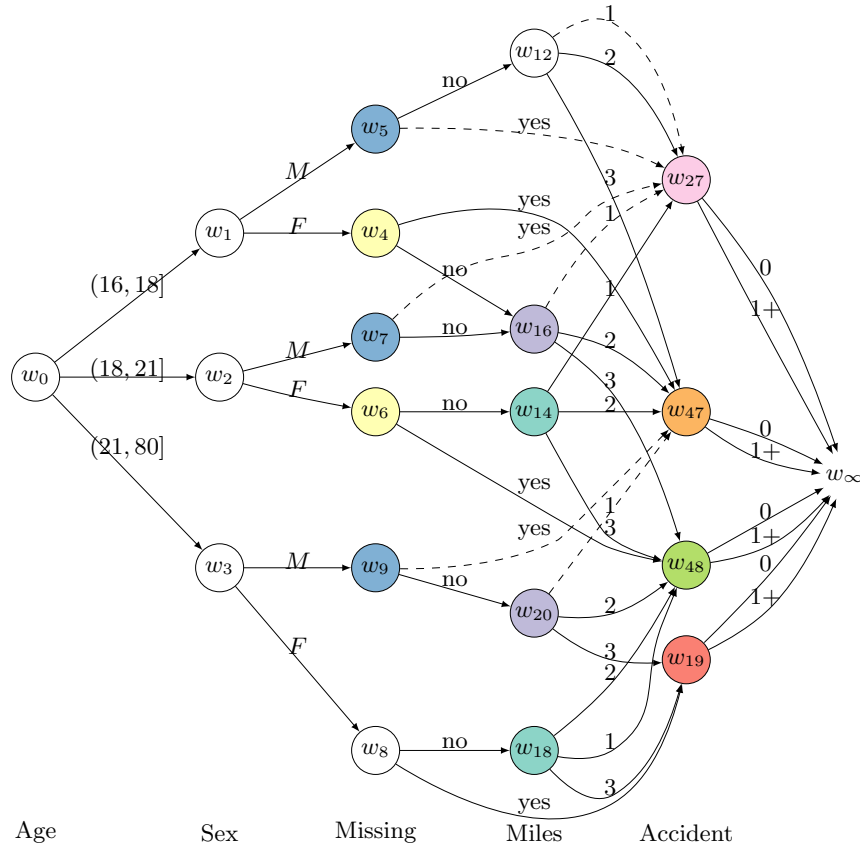 1
w₁₂
no
2
w₅
yes
M
3
w₂₇
yes
1
w₁
F
w₄
yes
0
no
(16, 18]
1
1+
w₇
no
w₁₆
2
M
w₀
(18, 21]
w₂
3
F
w₆
no
w₁₄
2
w₄₇
0
(21, 80]
1+
w∞
yes
1
0
yes
3
1+
w₃
M
w₉
w₄₈
0
no
1+
2
w₂₀
F
3
w₁₉
2
w₈
no
w₁₈
1
3
yes
Age
Sex
Missing
Miles
Accident